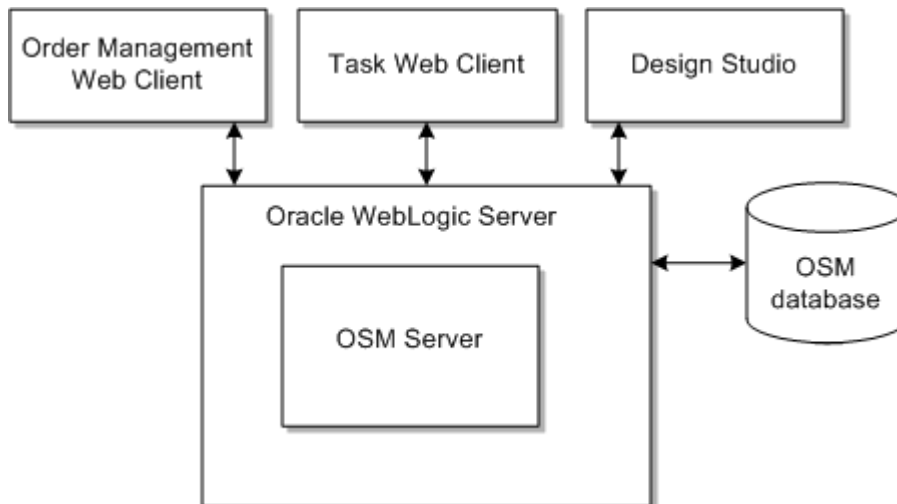 Order Management
Web Client
Task Web Client
Design Studio
Oracle WebLogic Server
OSM Server
OSM
database